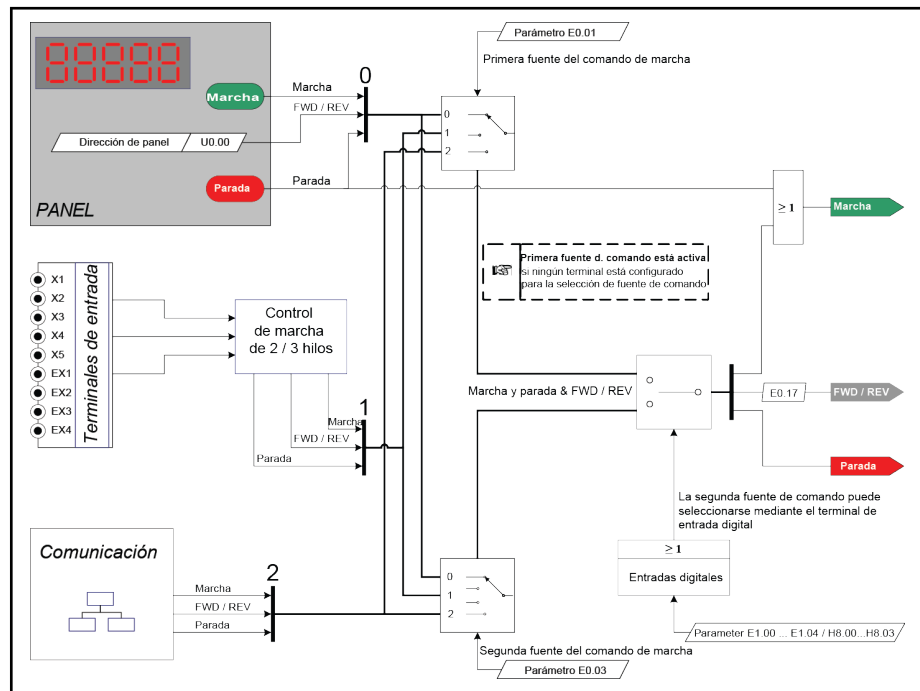 Parámetro E0.01
Primera fuente del comando de marcha
88888
0
Marcha
Marcha
FWD / REV
Dirección de panel
U0.00
Parada
Parada
PANEL
0
1
2
≥ 1
Marcha
Primera fuente d. comando está activa
si ningún terminal está configurado
para la selección de fuente de comando
X1
X2
X3
X4
X5
EX1
EX2
EX3
EX4
Terminales de entrada
Control
de marcha
de 2 / 3 hilos
Marcha y parada & FWD / REV
E0.17
FWD / REV
1
Marcha
FWD / REV
Parada
Parada
La segunda fuente de comando puede
seleccionarse mediante el terminal de
entrada digital
≥ 1
Entradas digitales
Comunicación
2
Marcha
FWD / REV
Parada
0
1
2
Parameter E1.00 ... E1.04 / H8.00...H8.03
Segunda fuente del comando de marcha
Parámetro E0.03